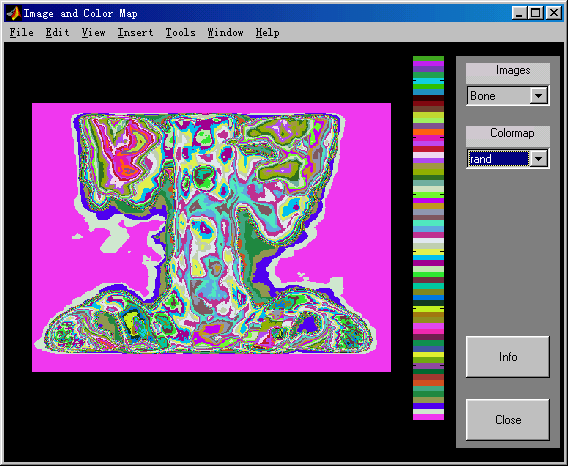 Image and Color Map
File Edit View Insert Tools Window Help
Images
Bone
Colormap
rand
Info
Close